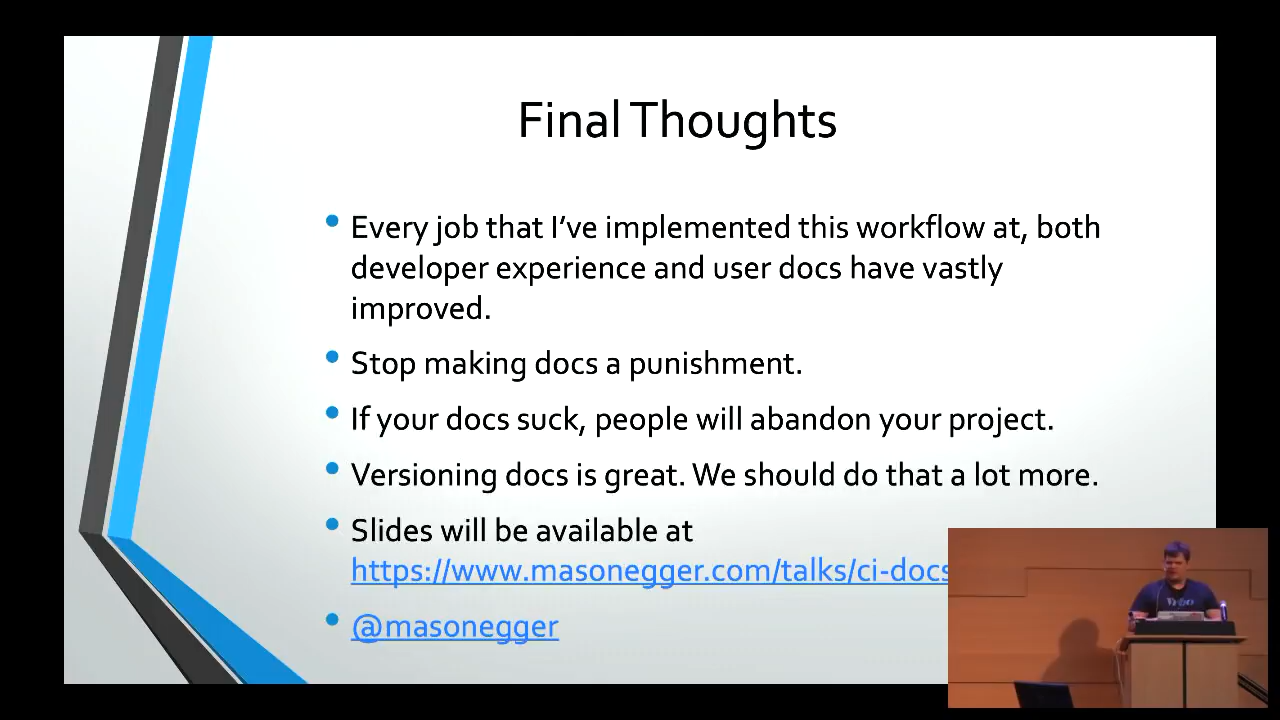 Final Thoughts
• Every job that I've implemented this workflow at, both
developer experience and user docs have vastly
improved.
• Stop making docs a punishment.
• If your docs suck, people will abandon your project.
• Versioning docs is great. We should do that a lot more.
• Slides will be available at
https://www.masonegger.com/talks/ci-docs
• @masonegger